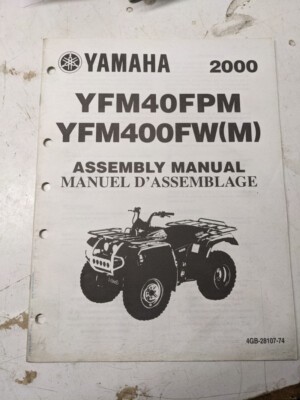 YAMAHA 2000
YFM40FPM
YFM400FW(M)
ASSEMBLY MANUAL
MANUEL D'ASSEMBLAGE
4GB-28107-74